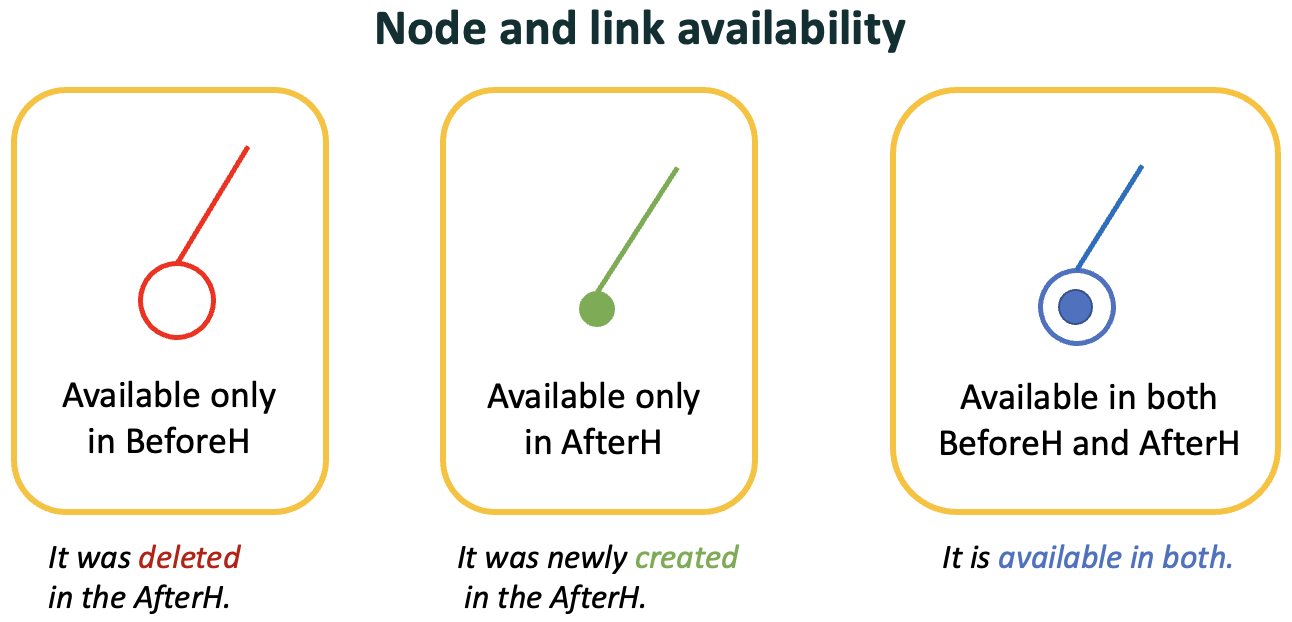 Node and link availability
Available only
in BeforeH
It was deleted
in the AfterH.
Available only
in AfterH
It was newly created
in the AfterH.
Available in both
BeforeH and AfterH
It is available in both.